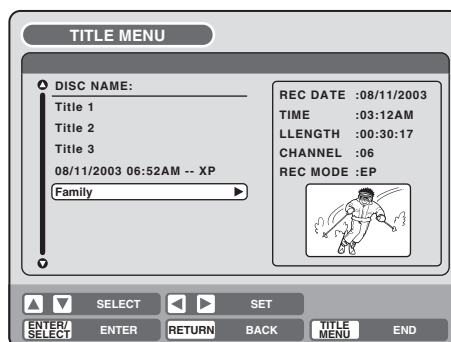 TITLE MENU
DISC NAME:
Title 1
Title 2
Title 3
08/11/2003 06:52AM -- XP
Family
REC DATE :08/11/2003
TIME :03:12AM
LLENGTH :00:30:17
CHANNEL :06
REC MODE :EP
SELECT SET
ENTER/SELECT ENTER RETURN BACK TITLE MENU END